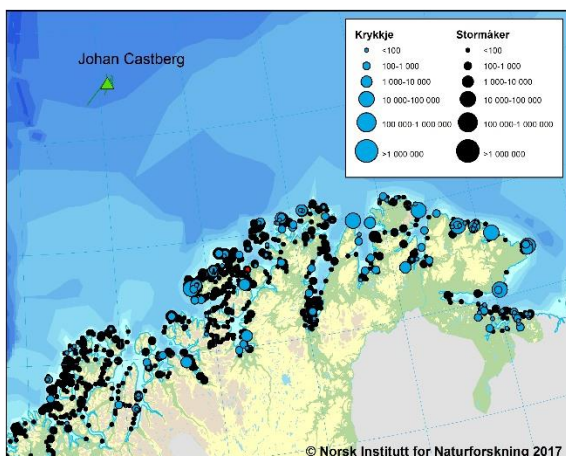 Johan Castberg
Krykkje Stormåker
<100 <100
100-1 000 100-1 000
1 000-10 000 1 000-10 000
10 000-100 000 10 000-100 000
100 000-1 000 000 100 000-1 000 000
>1 000 000 >1 000 000
© Norsk Institutt for Naturforskning 2017